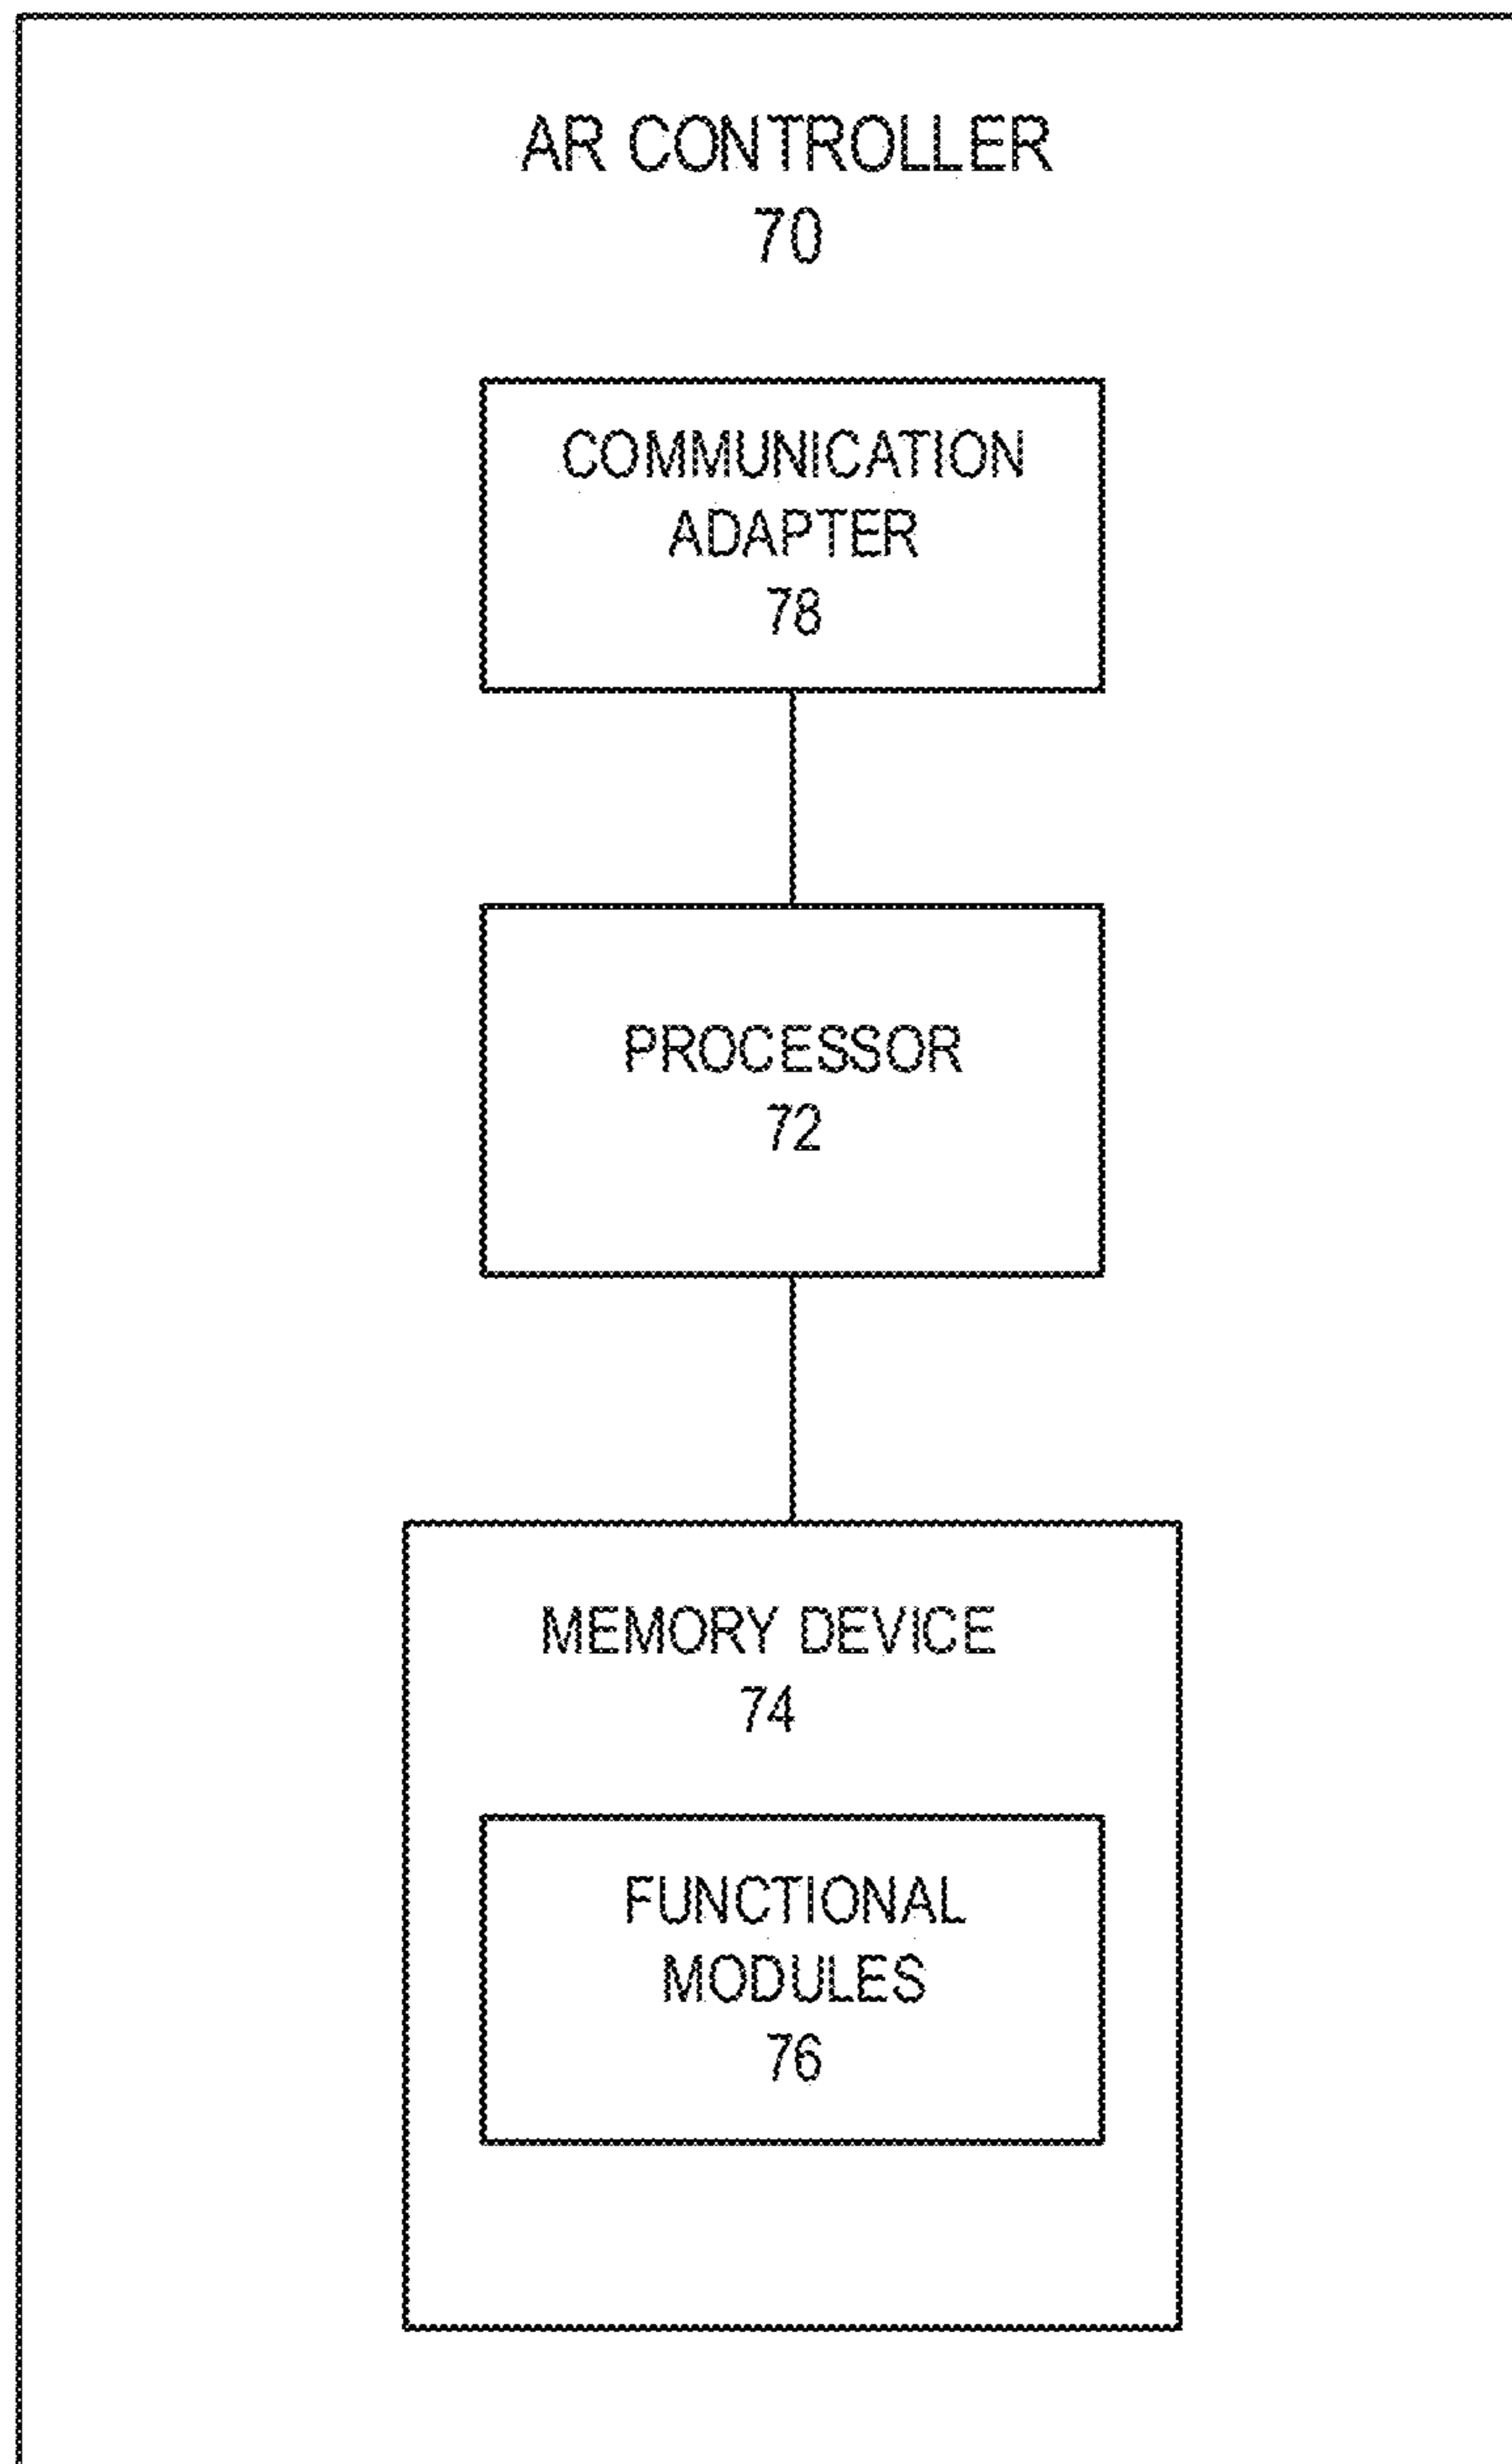 AR CONTROLLER
70
COMMUNICATION
ADAPTER
78
PROCESSOR
72
MEMORY DEVICE
74
FUNCTIONAL
MODULES
76